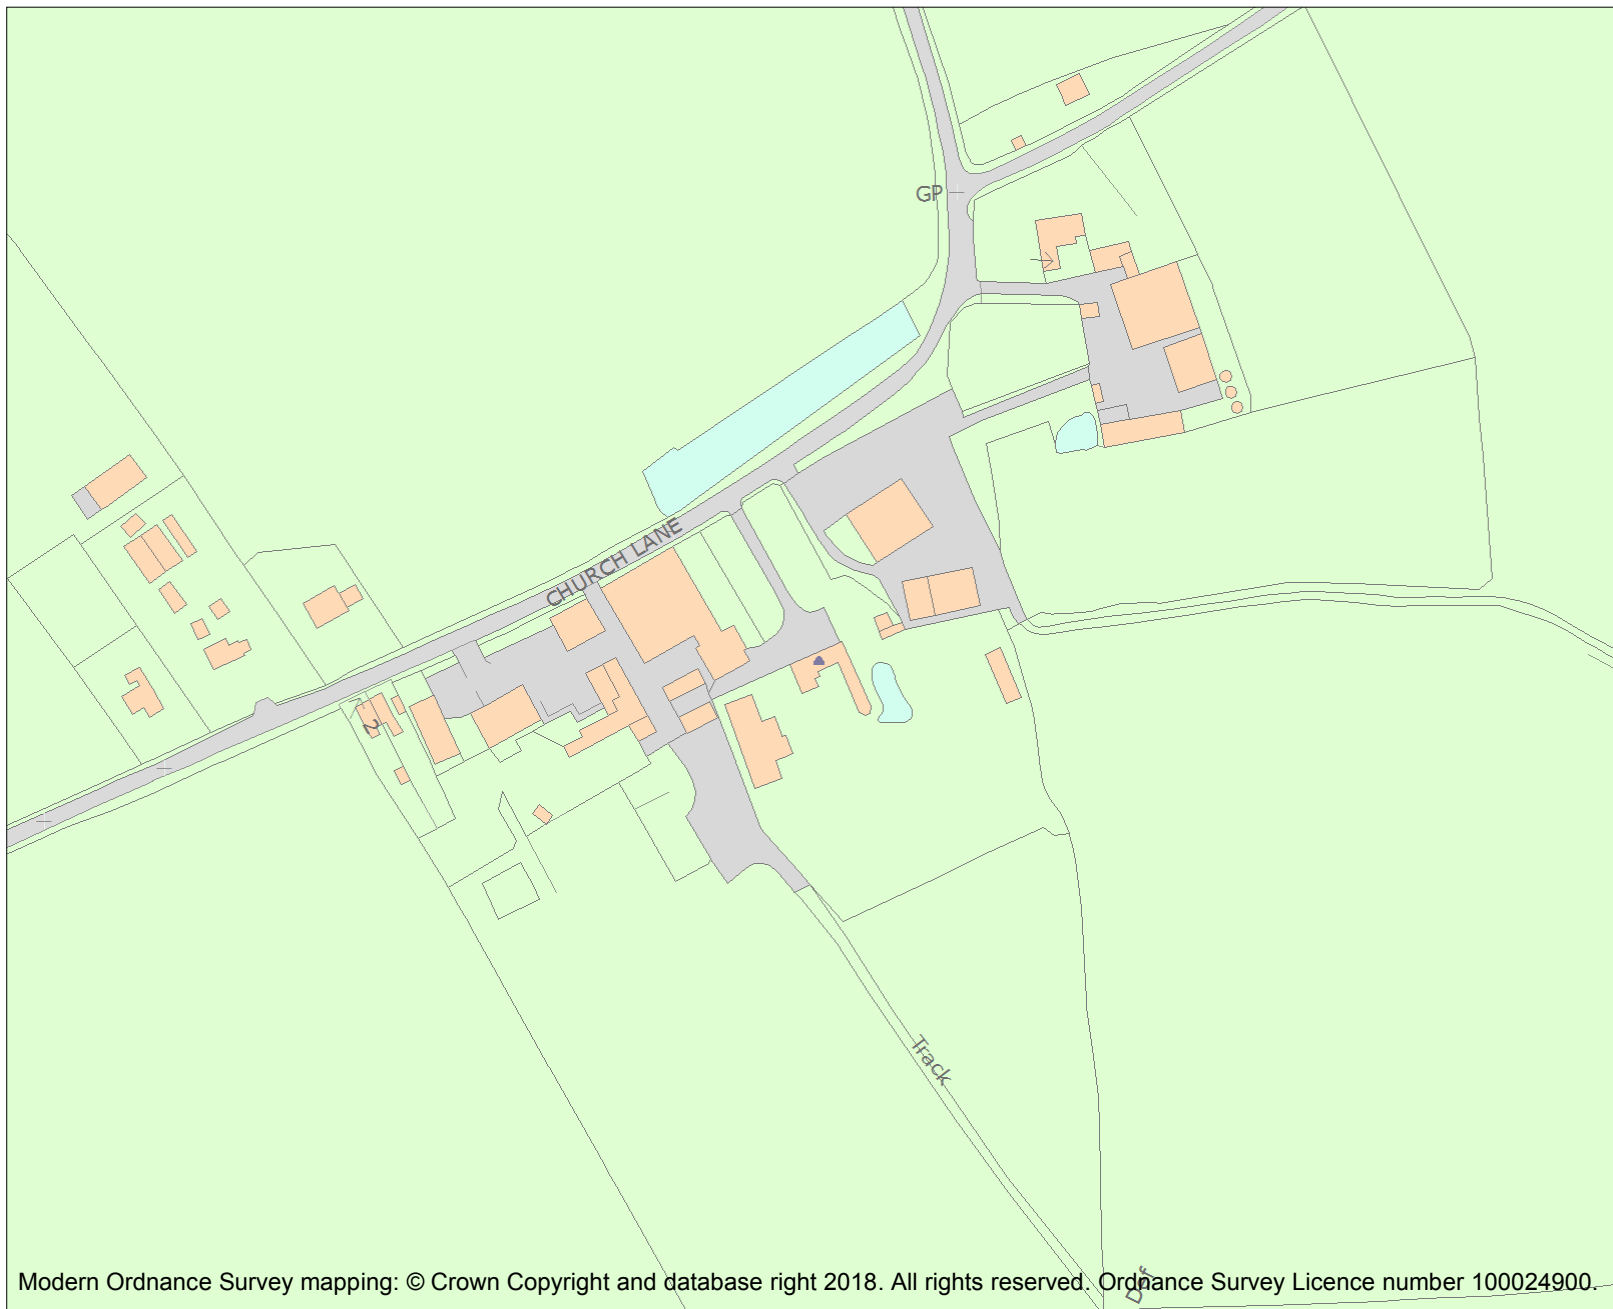 GP
CHURCH LANE
2
Track
Def
Modern Ordnance Survey mapping: © Crown Copyright and database right 2018. All rights reserved. Ordnance Survey Licence number 100024900.